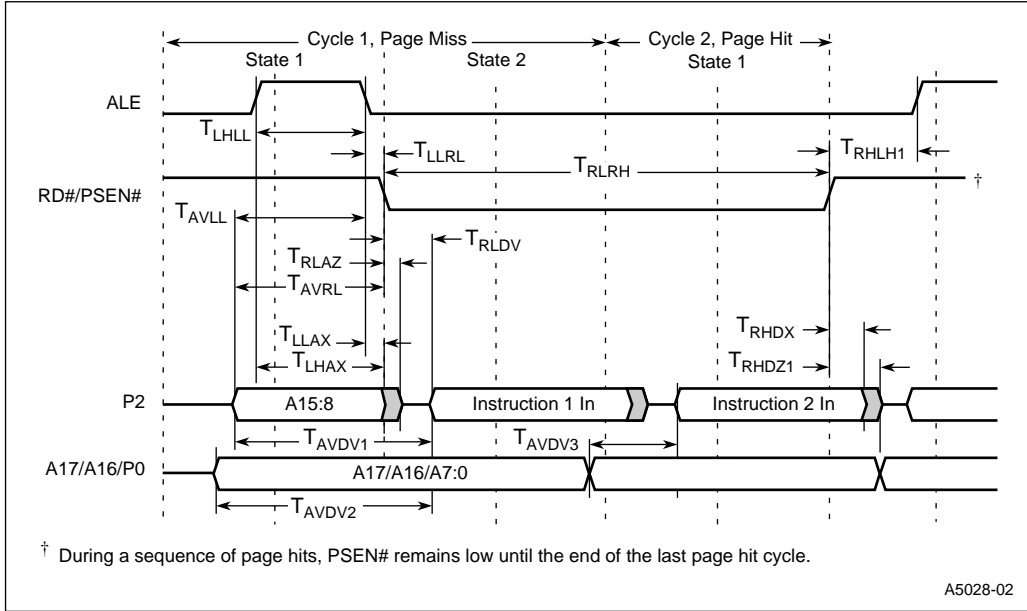 Cycle 1, Page Miss
Cycle 2, Page Hit
State 1
State 2
State 1
ALE
TLHLL
TLLRL
TRLRH
TRHLH1
RD#/PSEN#
†
TAVLL
TRLDV
TRLAZ
TAVRL
TLLAX
TRHDX
TLHAX
TRHDZ1
P2
A15:8
Instruction 1 In
Instruction 2 In
TAVDV1
TAVDV3
A17/A16/P0
A17/A16/A7:0
TAVDV2
† During a sequence of page hits, PSEN# remains low until the end of the last page hit cycle.
A5028-02